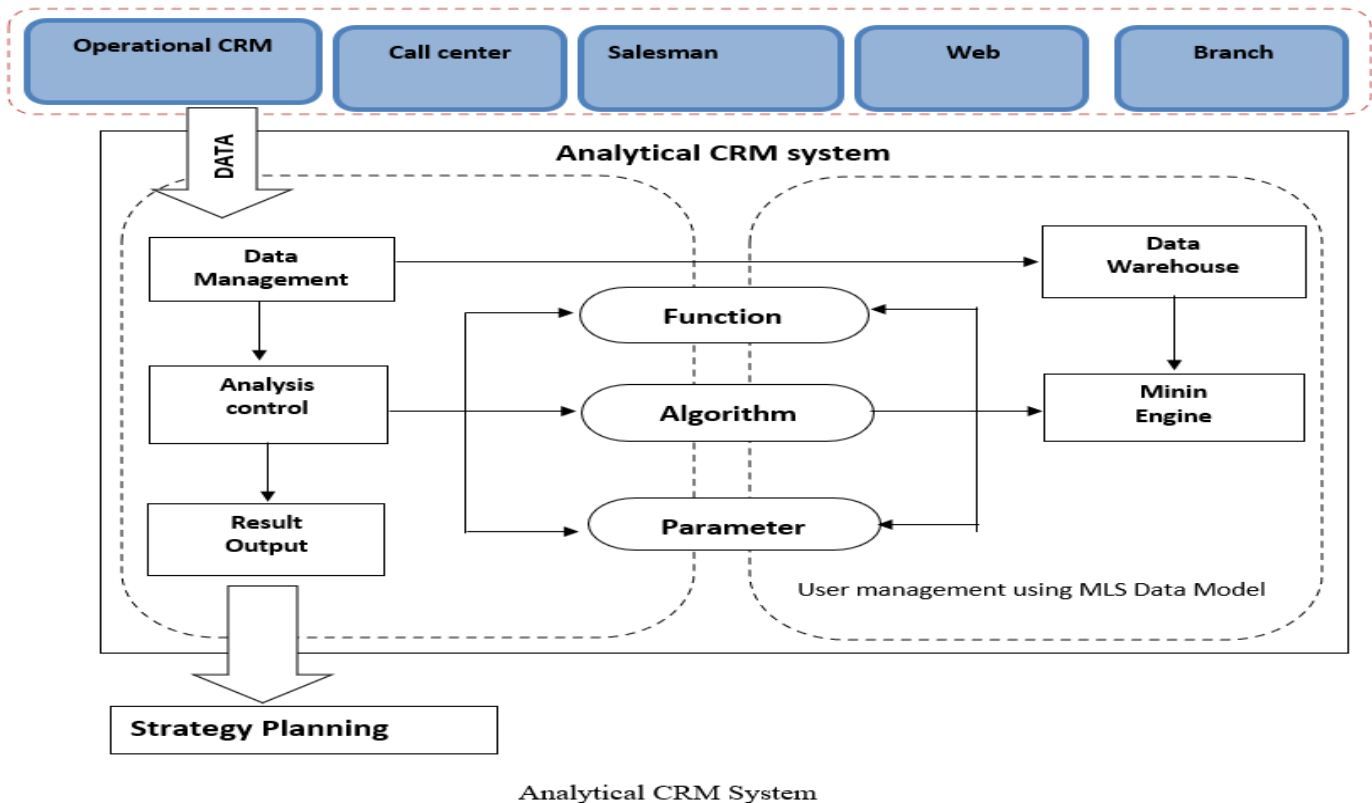 Operational CRM
Call center
Salesman
Web
Branch
DATA
Analytical CRM system
Data
Management
Data
Warehouse
Function
Analysis
control
Algorithm
Minin
Engine
Result
Output
Parameter
User management using MLS Data Model
Strategy Planning
Analytical CRM System